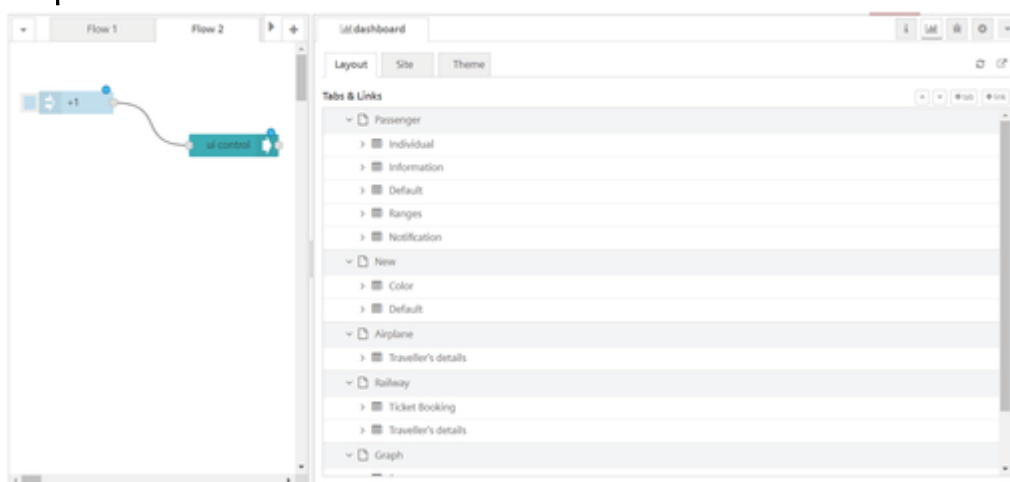 Flow 1
Flow 2
dashboard
Layout
Site
Theme
Tabs & Links
tab
link
+1
ui control
Passenger
Individual
Information
Default
Ranges
Notification
New
Color
Default
Airplane
Traveller's details
Railway
Ticket Booking
Traveller's details
Graph